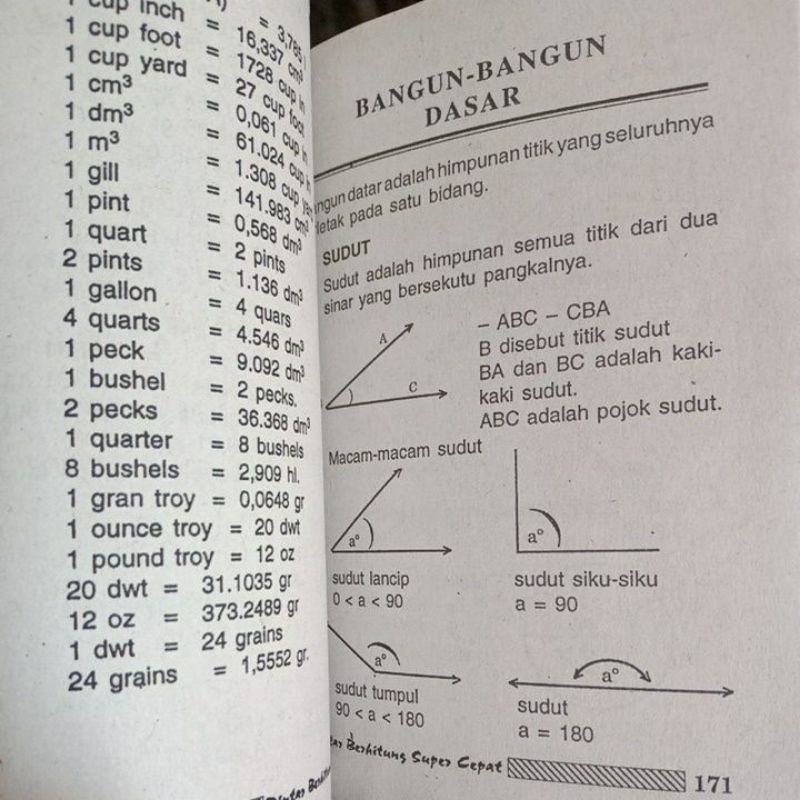 = 3,785 l
1 cup inch = 16,337 cm³
1 cup foot = 1728 cup in
1 cup yard = 27 cup foot
1 cm³ = 0,061 cup in
1 dm³ = 61.024 cup in
1 m³ = 1.308 cup
1 gill = 141.983 cm³
1 pint = 0,568 dm³
1 quart = 2 pints
2 pints = 1.136 dm³
1 gallon = 4 quars
4 quarts = 4.546 dm³
1 peck = 9.092 dm³
1 bushel = 2 pecks.
2 pecks = 36.368 dm³
1 quarter = 8 bushels
8 bushels = 2,909 hl.
1 gran troy = 0,0648 gr
1 ounce troy = 20 dwt
1 pound troy = 12 oz
20 dwt = 31.1035 gr
12 oz = 373.2489 gr
1 dwt = 24 grains
24 grains = 1,5552 gr.
BANGUN-BANGUN
DASAR
datar adalah himpunan titik yang seluruhnya
pada satu bidang.
SUDUT
Sudut adalah himpunan semua titik dari dua
sinar yang bersekutu pangkalnya.
A
C
– ABC – CBA
B disebut titik sudut
BA dan BC adalah kaki-
kaki sudut.
ABC adalah pojok sudut.
Macam-macam sudut
a°
a°
sudut lancip
0 < a < 90
sudut siku-siku
a = 90
a°
a°
sudut tumpul
90 < a < 180
sudut
a = 180
Berhitung Super Cepat
171